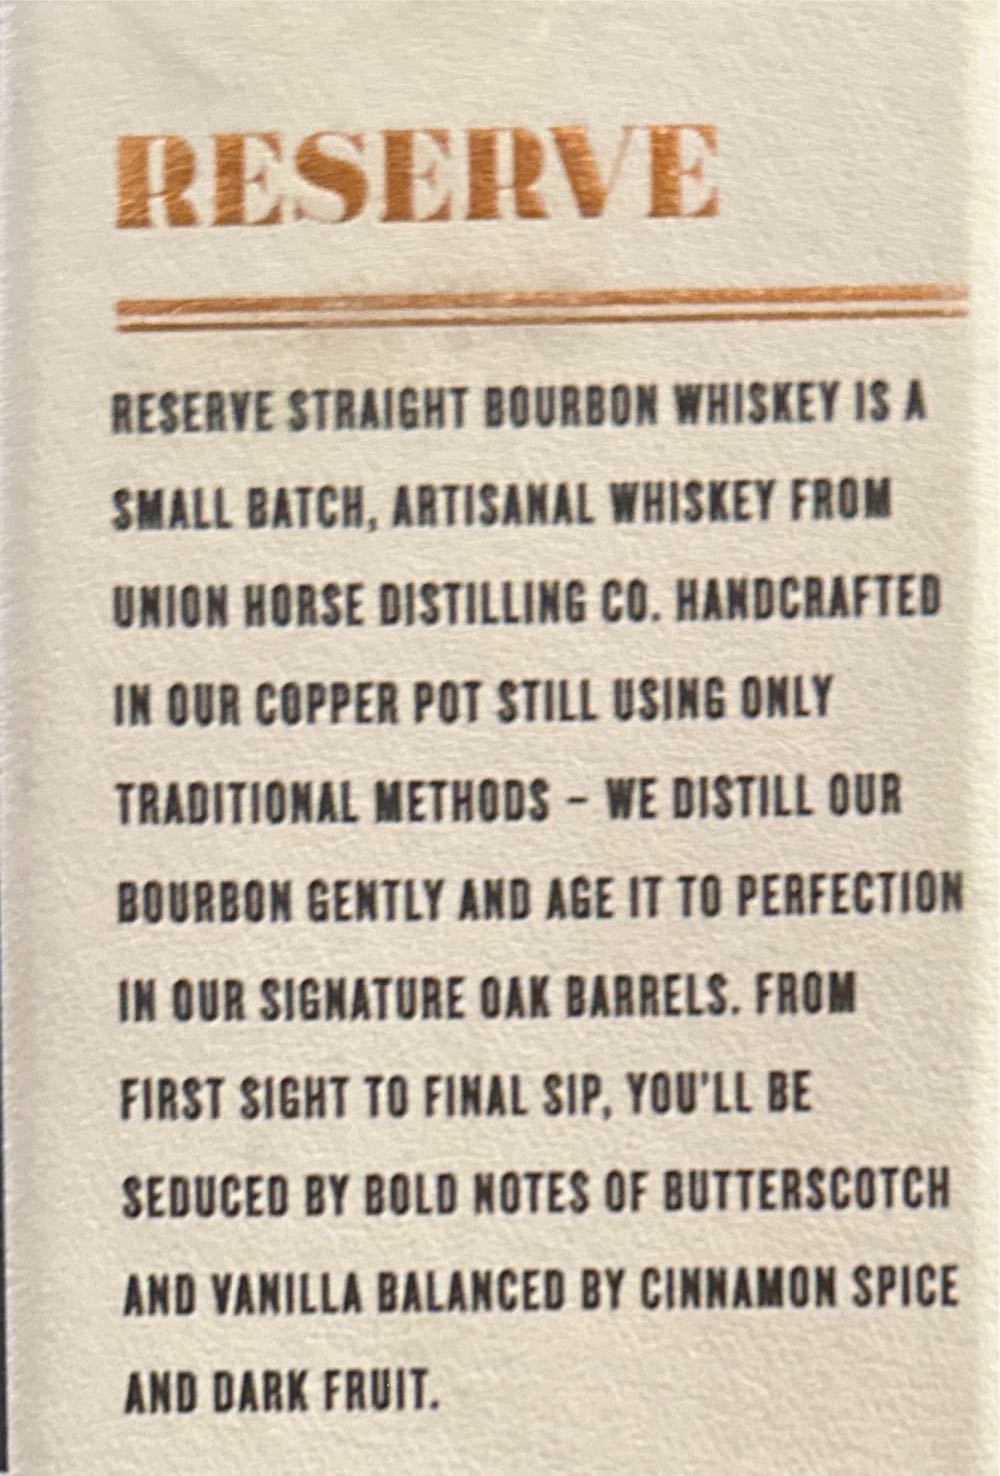 RESERVE
RESERVE STRAIGHT BOURBON WHISKEY IS A
SMALL BATCH, ARTISANAL WHISKEY FROM
UNION HORSE DISTILLING CO. HANDCRAFTED
IN OUR COPPER POT STILL USING ONLY
TRADITIONAL METHODS – WE DISTILL OUR
BOURBON GENTLY AND AGE IT TO PERFECTION
IN OUR SIGNATURE OAK BARRELS. FROM
FIRST SIGHT TO FINAL SIP, YOU'LL BE
SEDUCED BY BOLD NOTES OF BUTTERSCOTCH
AND VANILLA BALANCED BY CINNAMON SPICE
AND DARK FRUIT.